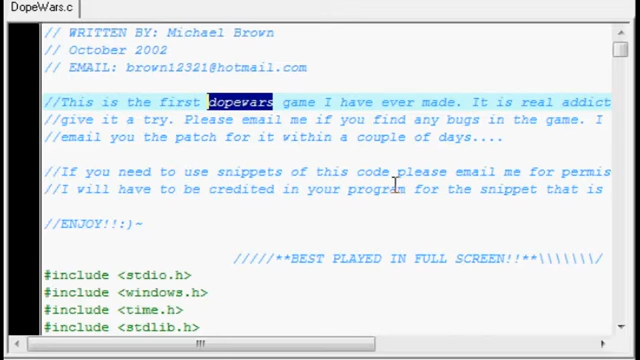 DopeWars.c
// WRITTEN BY: Michael Brown
// October 2002
// EMAIL: brown12321@hotmail.com
//This is the first dopewars game I have ever made. It is real addict
//give it a try. Please email me if you find any bugs in the game. I
//email you the patch for it within a couple of days....
//If you need to use snippets of this code please email me for permis
//I will have to be credited in your program for the snippet that is
//ENJOY!!:)~
/////**BEST PLAYED IN FULL SCREEN!!**\\\\\\\/
#include <stdio.h>
#include <windows.h>
#include <time.h>
#include <stdlib.h>